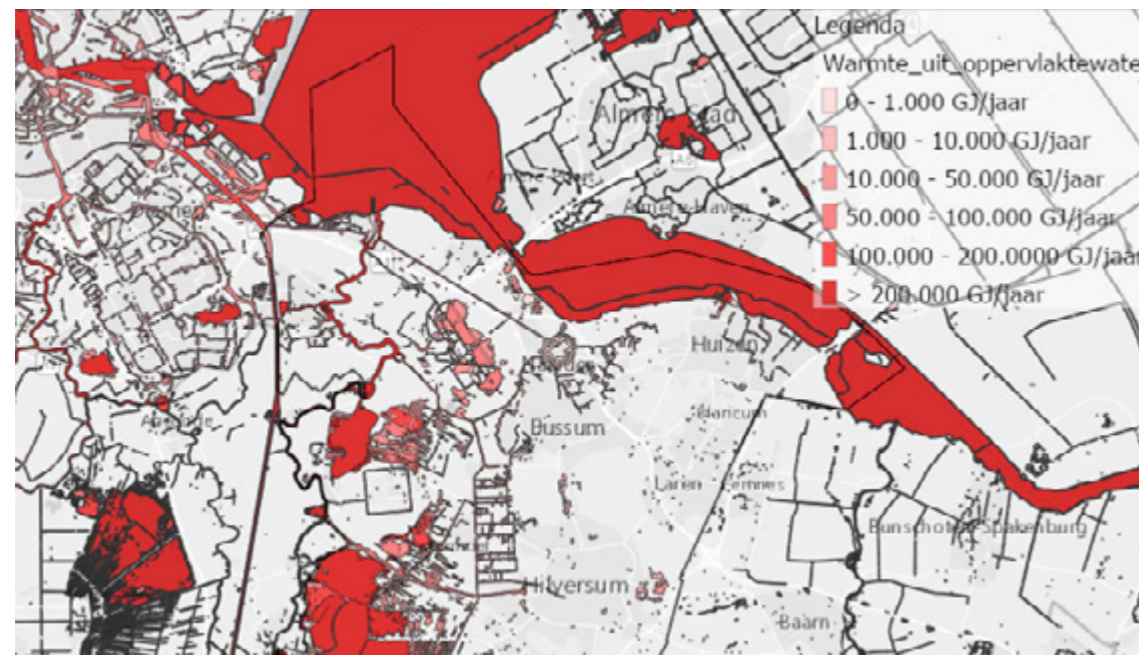 Legenda
Warmte_uit_oppervlaktewate
0 - 1.000 GJ/jaar
1.000 - 10.000 GJ/jaar
10.000 - 50.000 GJ/jaar
50.000 - 100.000 GJ/jaar
100.000 - 200.0000 GJ/jaar
> 200.000 GJ/jaar
Almere Stad
A6
Almere-Haven
Huizen
Naarden
Bussum
Blaricum
Laren
Eemnes
Bunschoten-Spakenburg
Hilversum
Baarn